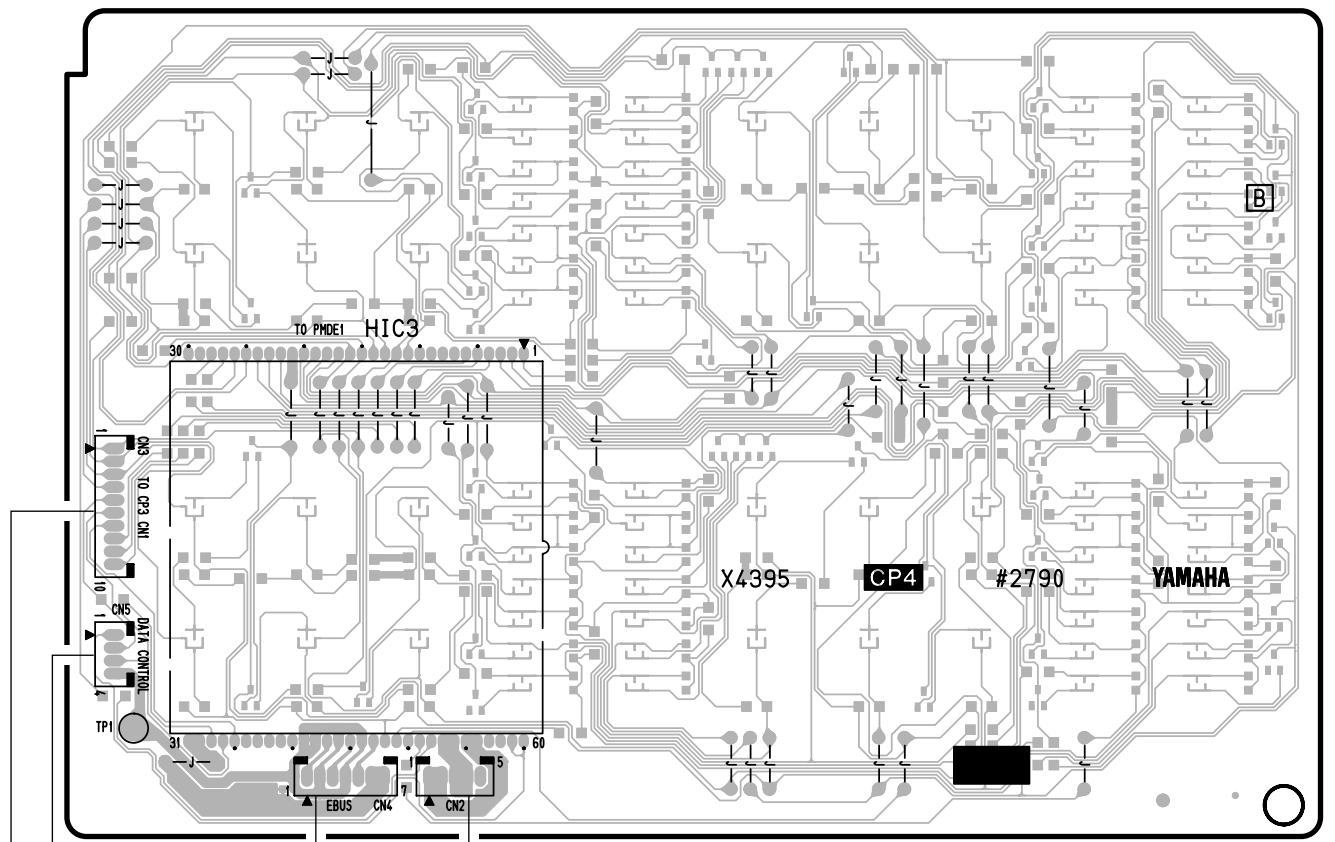 J
J
J
J
J
J
J
B
TO PMDE1 HIC3
30 1
J J J J J J J J J J
J
J J J J J J J J J J J J
1
CN3
TO CP3 CN1
10
CN5
1
DATA CONTROL
4
X4395 CP4 #2790 YAMAHA
TP1
31 60
J
J J J J J J
1 EBUS CN4 7
1 CN2 5